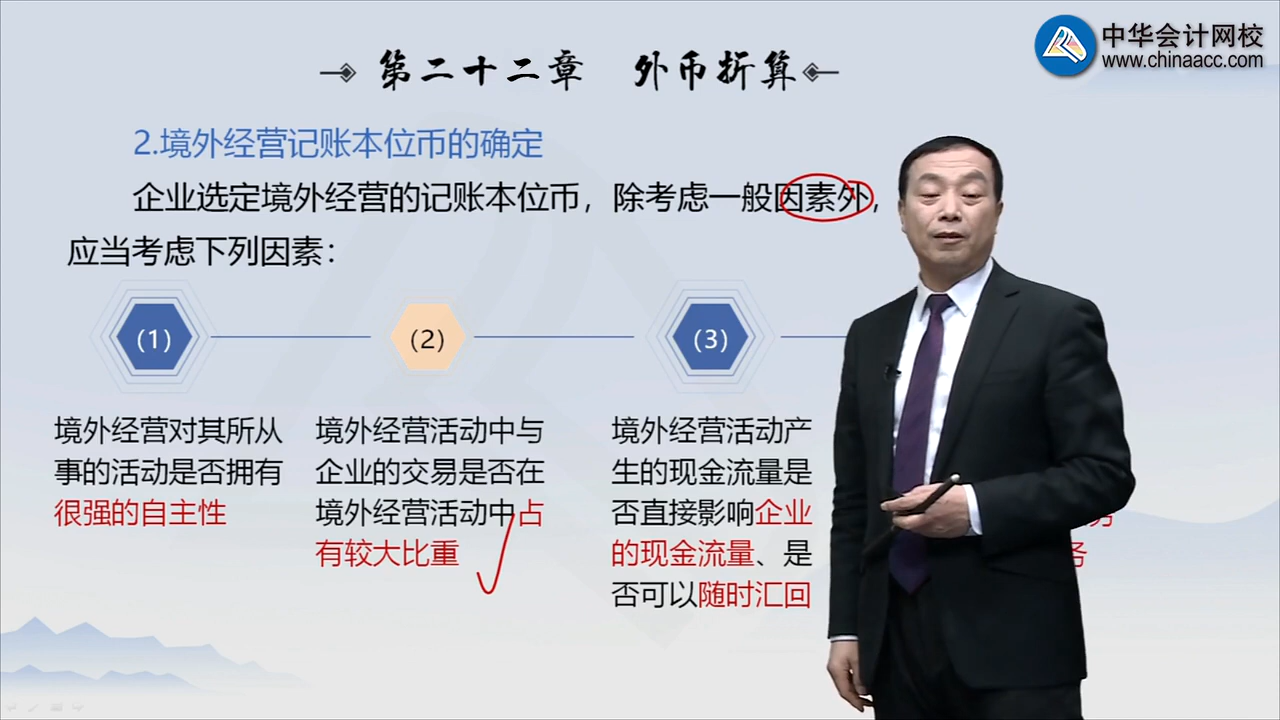 中华会计网校
www.chinaacc.com
第二十二章 外币折算
2.境外经营记账本位币的确定
企业选定境外经营的记账本位币，除考虑一般因素外，
应当考虑下列因素：
（1）
（2）
（3）
境外经营对其所从
事的活动是否拥有
很强的自主性
境外经营活动中与
企业的交易是否在
境外经营活动中占
有较大比重
境外经营活动产
生的现金流量是
否直接影响企业
的现金流量、是
否可以随时汇回
务